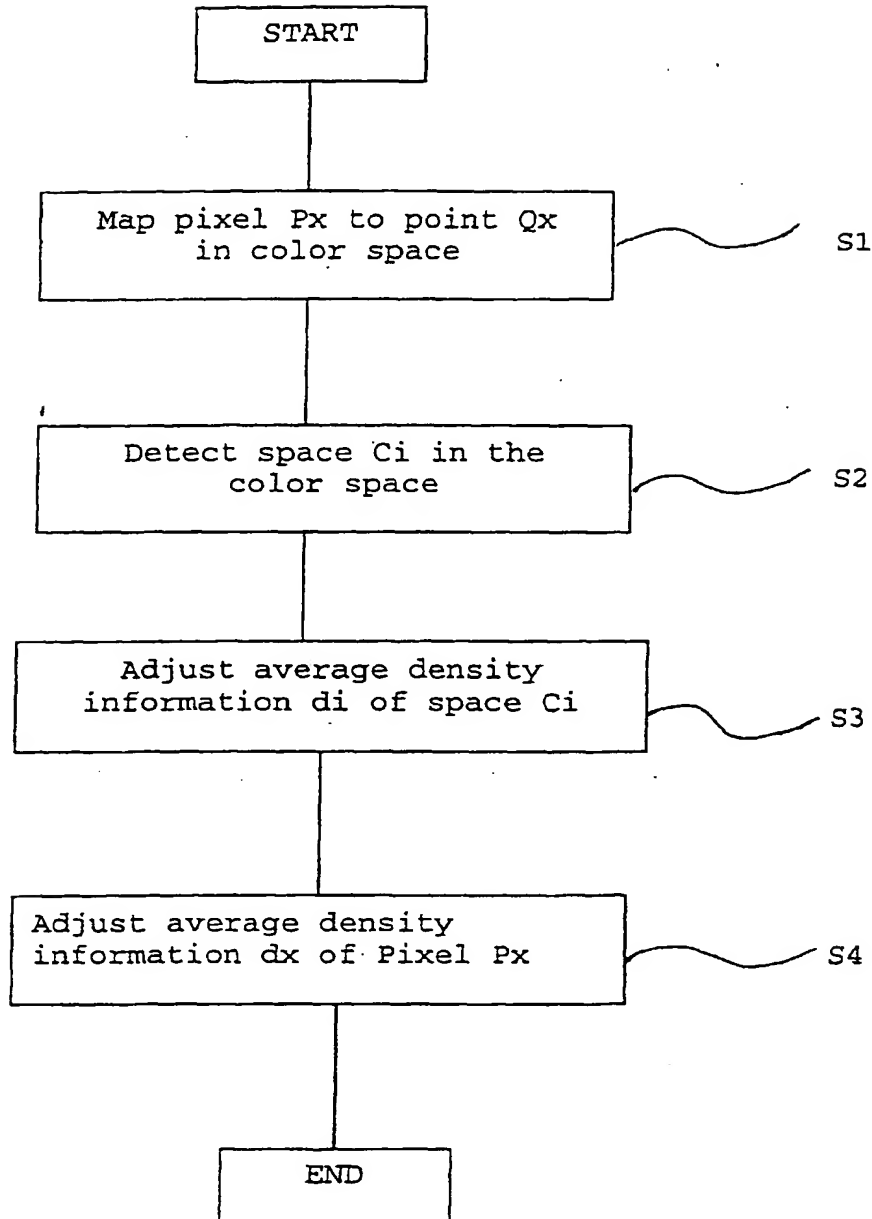 START
Map pixel Px to point Qx
in color space
S1
Detect space Ci in the
color space
S2
Adjust average density
information di of space Ci
S3
Adjust average density
information dx of Pixel Px
S4
END